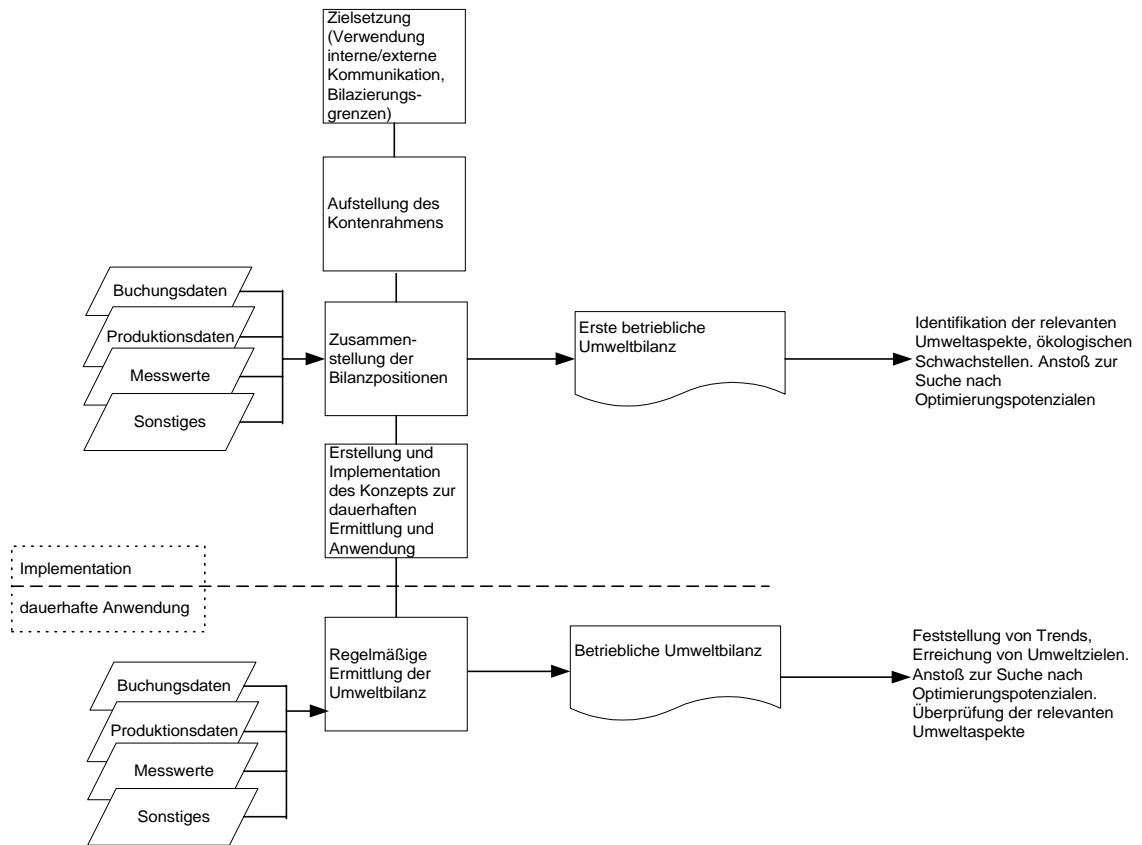 Zielsetzung
(Verwendung
interne/externe
Kommunikation,
Bilazierungs-
grenzen)
Aufstellung des
Kontenrahmens
Buchungsdaten
Produktionsdaten
Messwerte
Sonstiges
Zusammen-
stellung der
Bilanzpositionen
Erste betriebliche
Umweltbilanz
Identifikation der relevanten
Umweltaspekte, ökologischen
Schwachstellen. Anstoß zur
Suche nach
Optimierungspotenzialen
Erstellung und
Implementation
des Konzepts zur
dauerhaften
Ermittlung und
Anwendung
Implementation
dauerhafte Anwendung
Buchungsdaten
Produktionsdaten
Messwerte
Sonstiges
Regelmäßige
Ermittlung der
Umweltbilanz
Betriebliche Umweltbilanz
Feststellung von Trends,
Erreichung von Umweltzielen.
Anstoß zur Suche nach
Optimierungspotenzialen.
Überprüfung der relevanten
Umweltaspekte